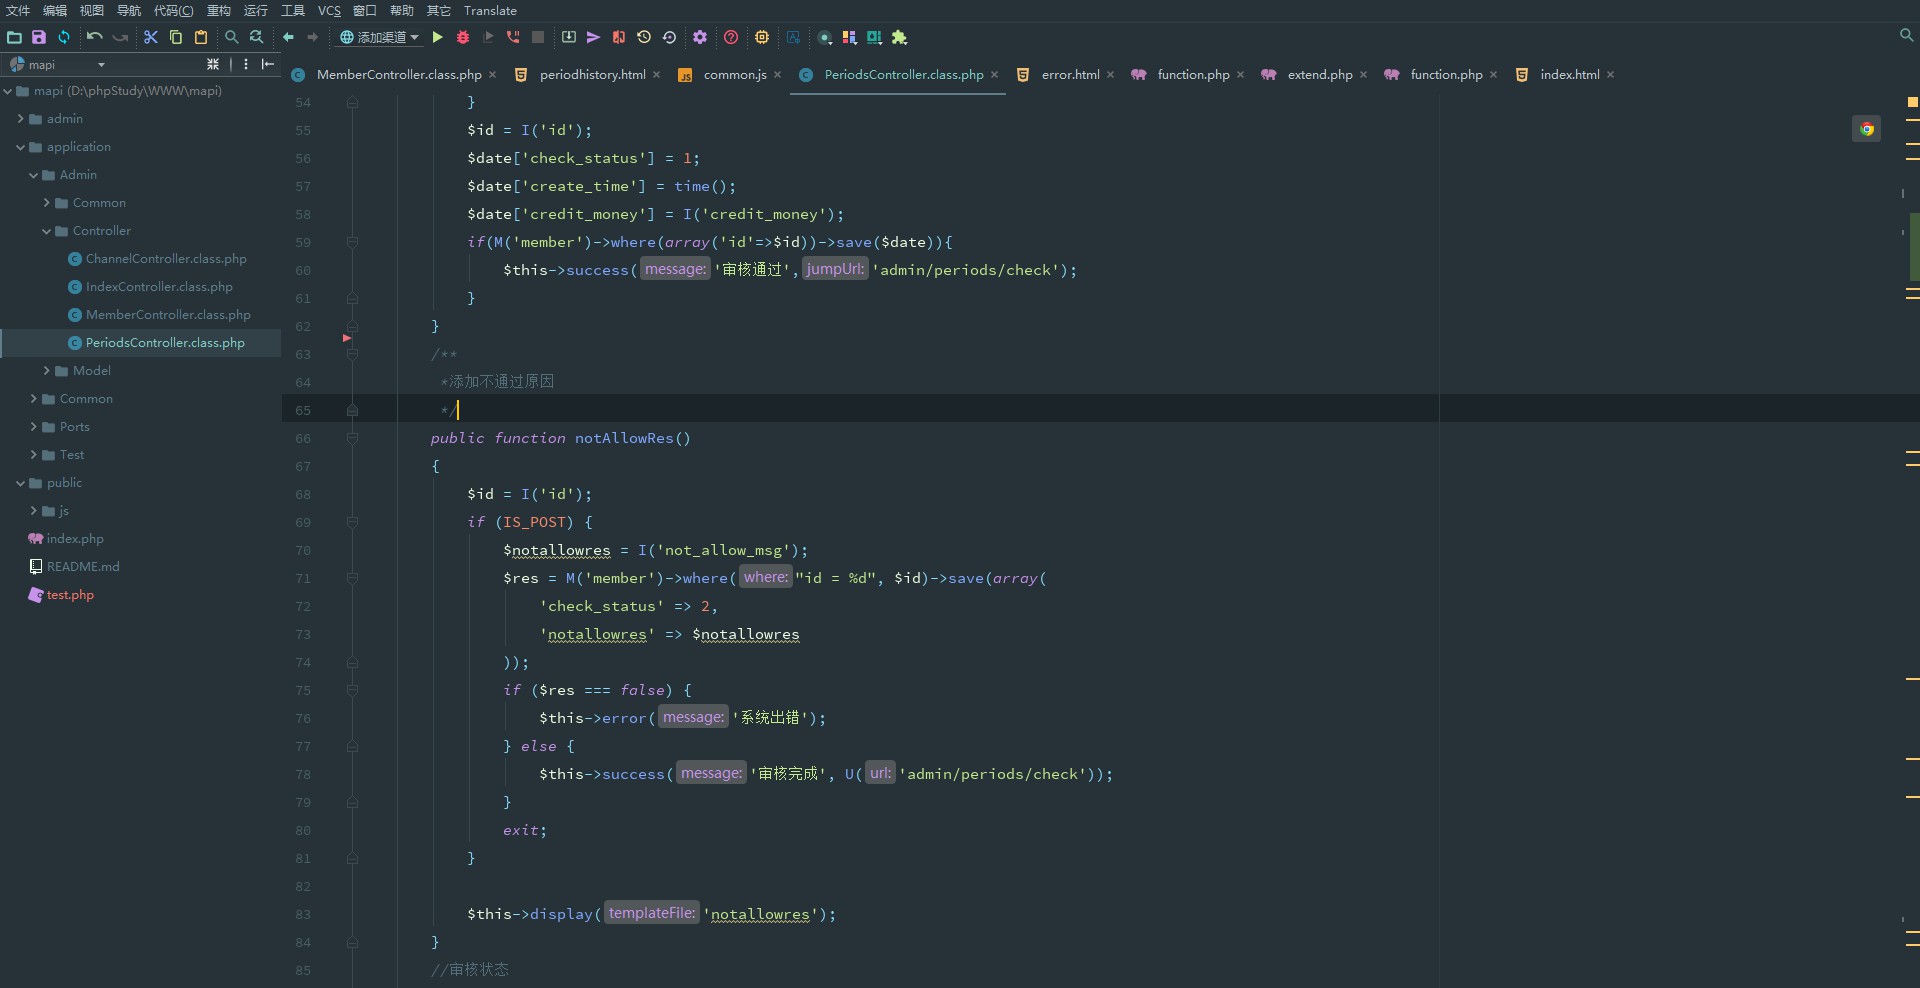 文件 编辑 视图 导航 代码(C) 重构 运行 工具 VCS 窗口 帮助 其它 Translate
添加渠道
mapi
MemberController.class.php periodhistory.html common.js PeriodsController.class.php error.html function.php extend.php function.php index.html
mapi (D:\phpStudy\WWW\mapi)
admin
application
Admin
Common
Controller
ChannelController.class.php
IndexController.class.php
MemberController.class.php
PeriodsController.class.php
Model
Common
Ports
Test
public
js
index.php
README.md
test.php
54 }
55 $id = I('id');
56 $date['check_status'] = 1;
57 $date['create_time'] = time();
58 $date['credit_money'] = I('credit_money');
59 if(M('member')->where(array('id'=>$id))->save($date)){
60 $this->success( message: '审核通过', jumpUrl: 'admin/periods/check');
61 }
62 }
63 /**
64 *添加不通过原因
65 */
66 public function notAllowRes()
67 {
68 $id = I('id');
69 if (IS_POST) {
70 $notallowres = I('not_allow_msg');
71 $res = M('member')->where( where: "id = %d", $id)->save(array(
72 'check_status' => 2,
73 'notallowres' => $notallowres
74 ));
75 if ($res === false) {
76 $this->error( message: '系统出错');
77 } else {
78 $this->success( message: '审核完成', U( url: 'admin/periods/check'));
79 }
80 exit;
81 }
82
83 $this->display( templateFile: 'notallowres');
84 }
85 //审核状态